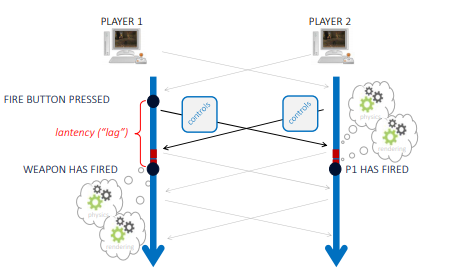 PLAYER 1
PLAYER 2
FIRE BUTTON PRESSED
controls
controls
physics
lantency ("lag")
rendering
WEAPON HAS FIRED
P1 HAS FIRED
physics
rendering